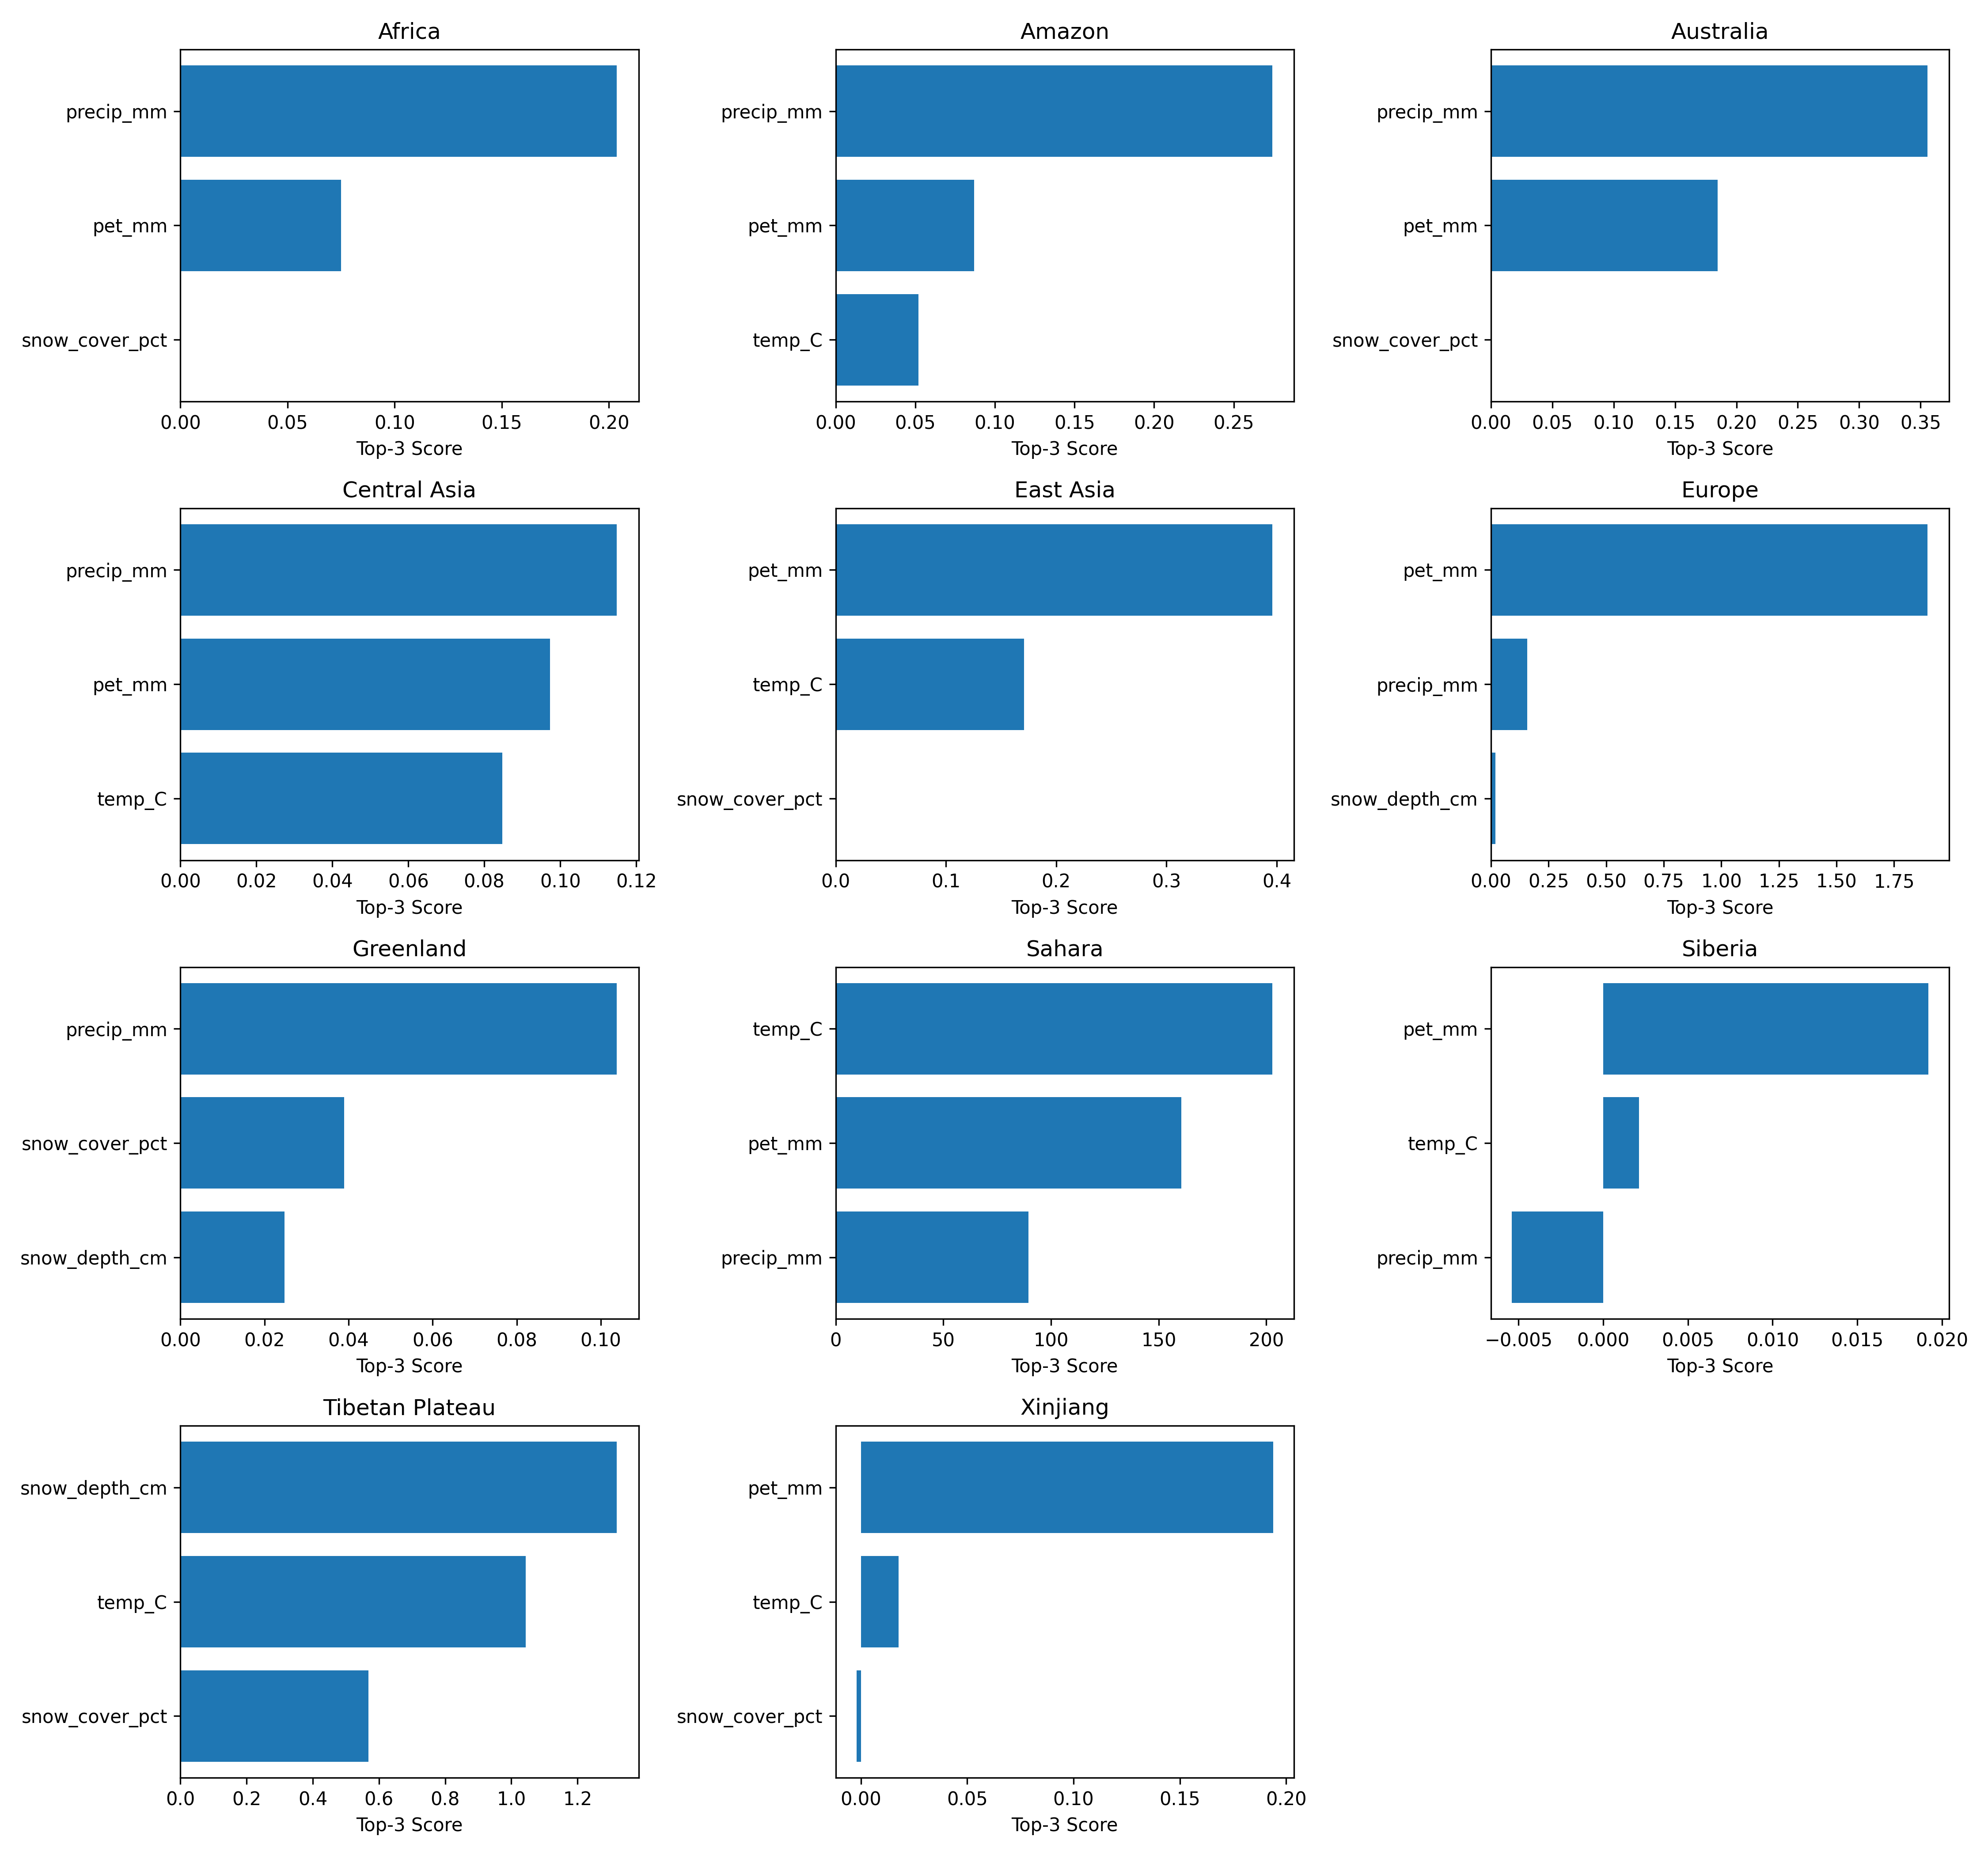 Africa
precip_mm
pet_mm
snow_cover_pct
0.00 0.05 0.10 0.15 0.20
Top-3 Score
Amazon
precip_mm
pet_mm
temp_C
0.00 0.05 0.10 0.15 0.20 0.25
Top-3 Score
Australia
precip_mm
pet_mm
snow_cover_pct
0.00 0.05 0.10 0.15 0.20 0.25 0.30 0.35
Top-3 Score
Central Asia
precip_mm
pet_mm
temp_C
0.00 0.02 0.04 0.06 0.08 0.10 0.12
Top-3 Score
East Asia
pet_mm
temp_C
snow_cover_pct
0.0 0.1 0.2 0.3 0.4
Top-3 Score
Europe
pet_mm
precip_mm
snow_depth_cm
0.00 0.25 0.50 0.75 1.00 1.25 1.50 1.75
Top-3 Score
Greenland
precip_mm
snow_cover_pct
snow_depth_cm
0.00 0.02 0.04 0.06 0.08 0.10
Top-3 Score
Sahara
temp_C
pet_mm
precip_mm
0 50 100 150 200
Top-3 Score
Siberia
pet_mm
temp_C
precip_mm
−0.005 0.000 0.005 0.010 0.015 0.020
Top-3 Score
Tibetan Plateau
snow_depth_cm
temp_C
snow_cover_pct
0.0 0.2 0.4 0.6 0.8 1.0 1.2
Top-3 Score
Xinjiang
pet_mm
temp_C
snow_cover_pct
0.00 0.05 0.10 0.15 0.20
Top-3 Score